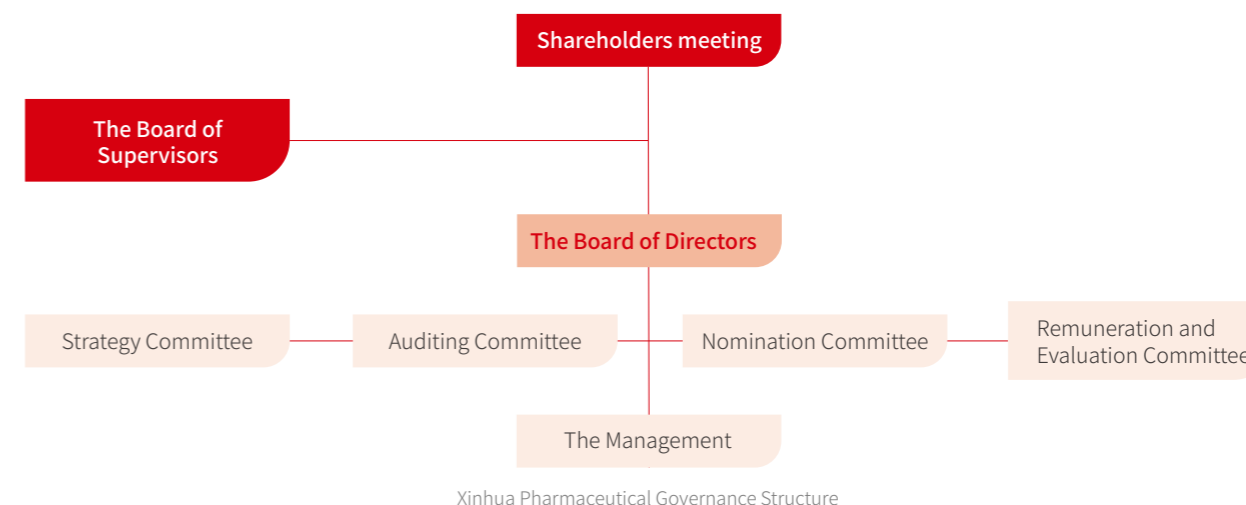 Shareholders meeting
The Board of
Supervisors
The Board of Directors
Strategy Committee
Auditing Committee
Nomination Committee
Remuneration and
Evaluation Committee
The Management
Xinhua Pharmaceutical Governance Structure